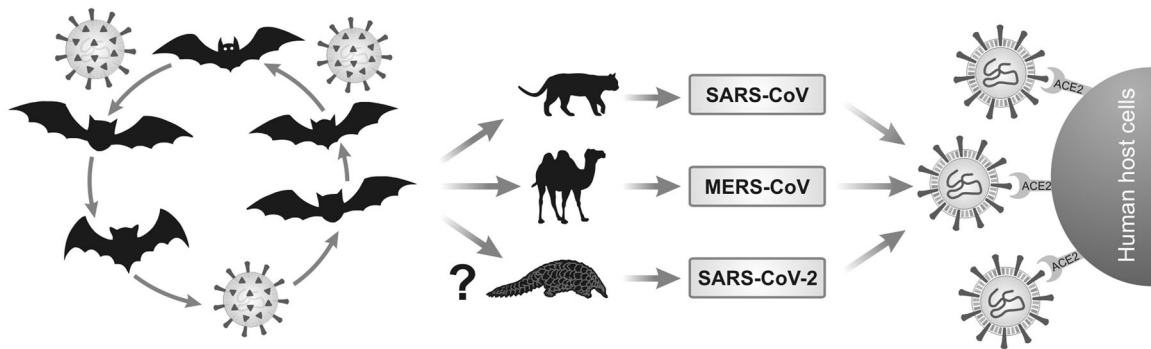 SARS-CoV
MERS-CoV
?
SARS-CoV-2
ACE2
ACE2
ACE2
Human host cells